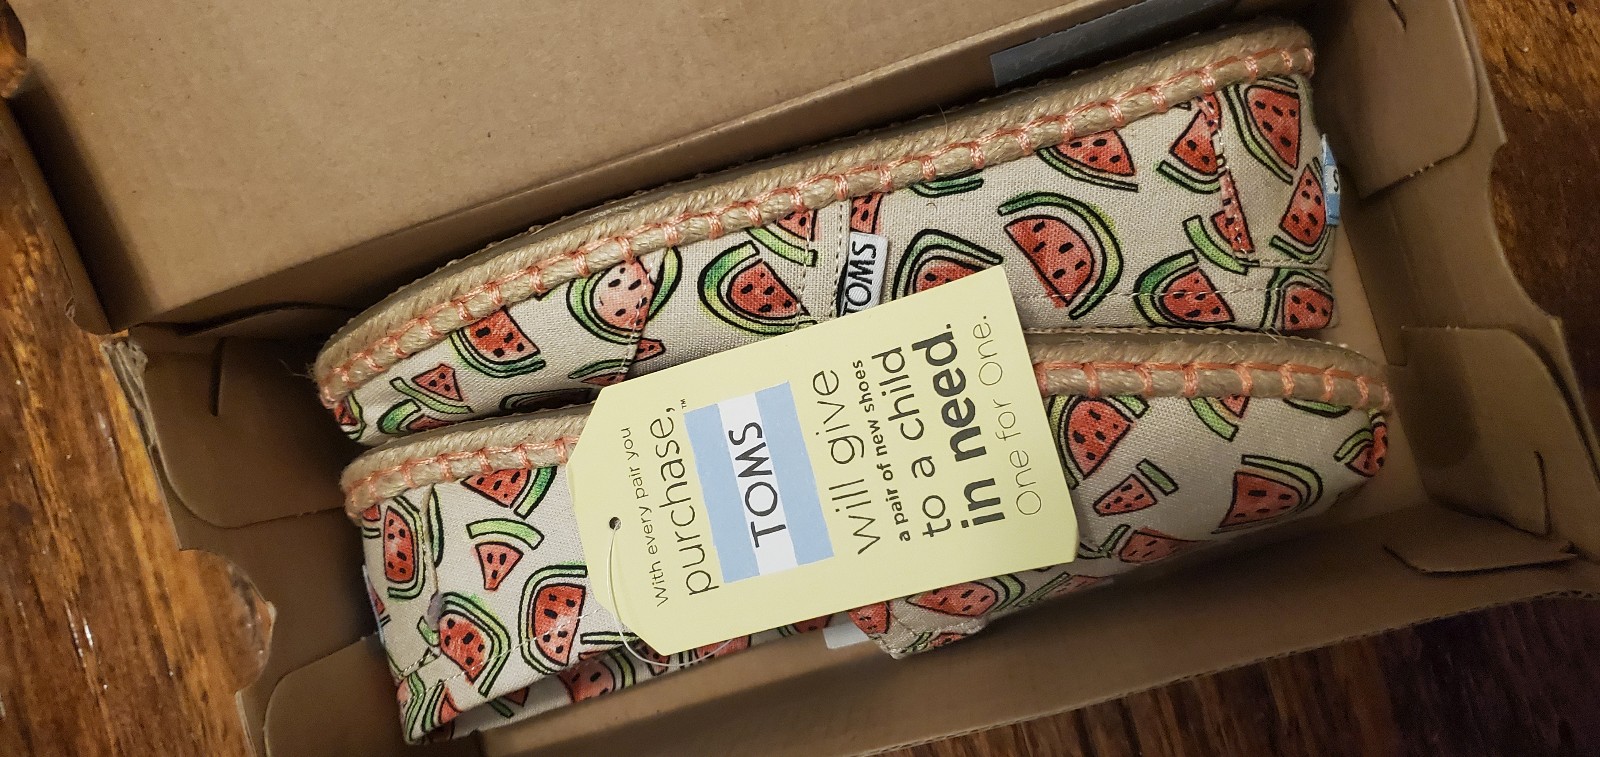 With every pair you
purchase,™
TOMS
will give
a pair of new shoes
to a child
in need.
One for One.
TOMS
S